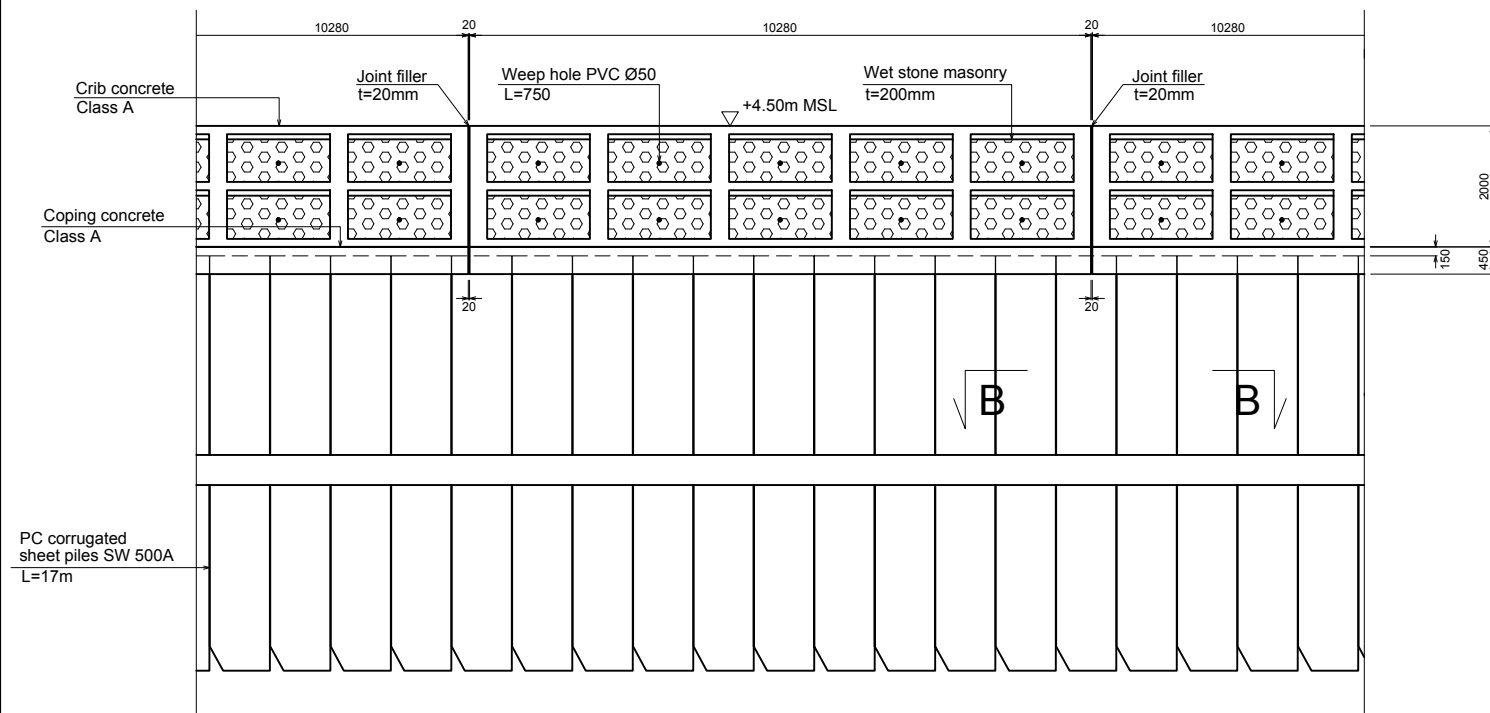 10280
20
10280
20
10280
Crib concrete
Class A
Joint filler
t=20mm
Weep hole PVC Ø50
L=750
Wet stone masonry
t=200mm
Joint filler
t=20mm
+4.50m MSL
2000
Coping concrete
Class A
150
450
20
20
B
B
PC corrugated
sheet piles SW 500A
L=17m